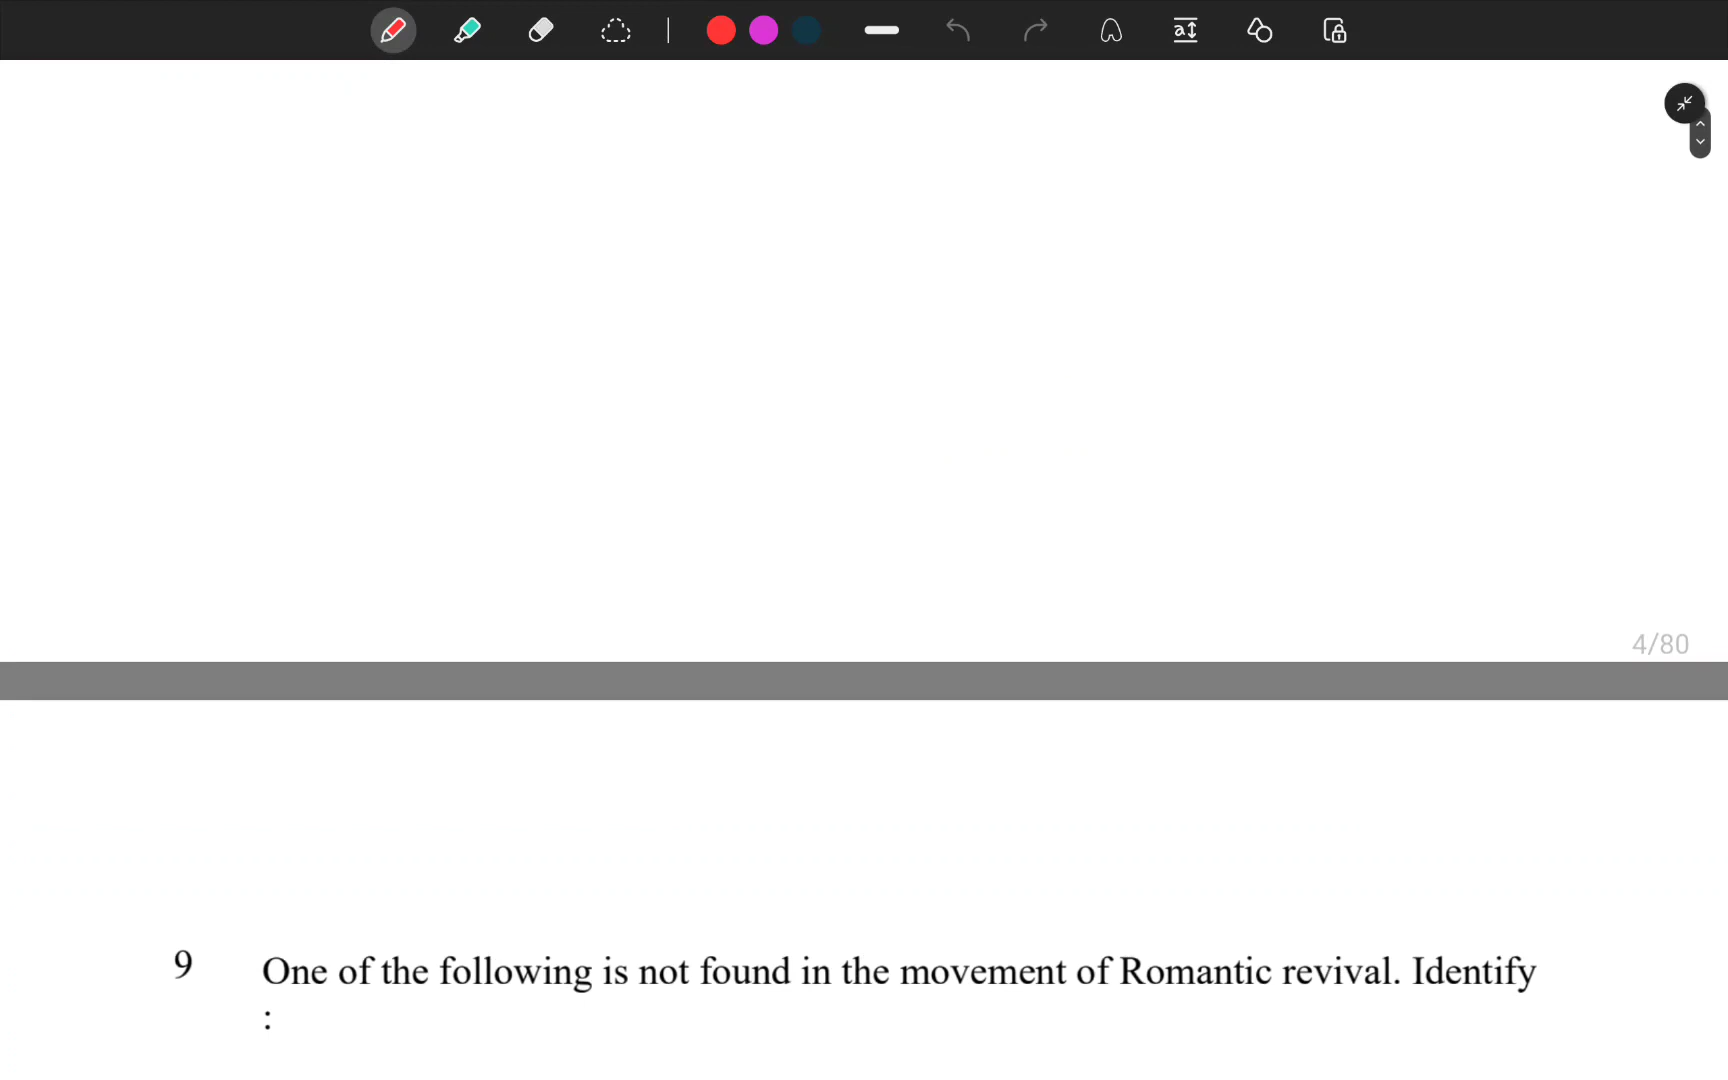 4/80
9 One of the following is not found in the movement of Romantic revival. Identify
: